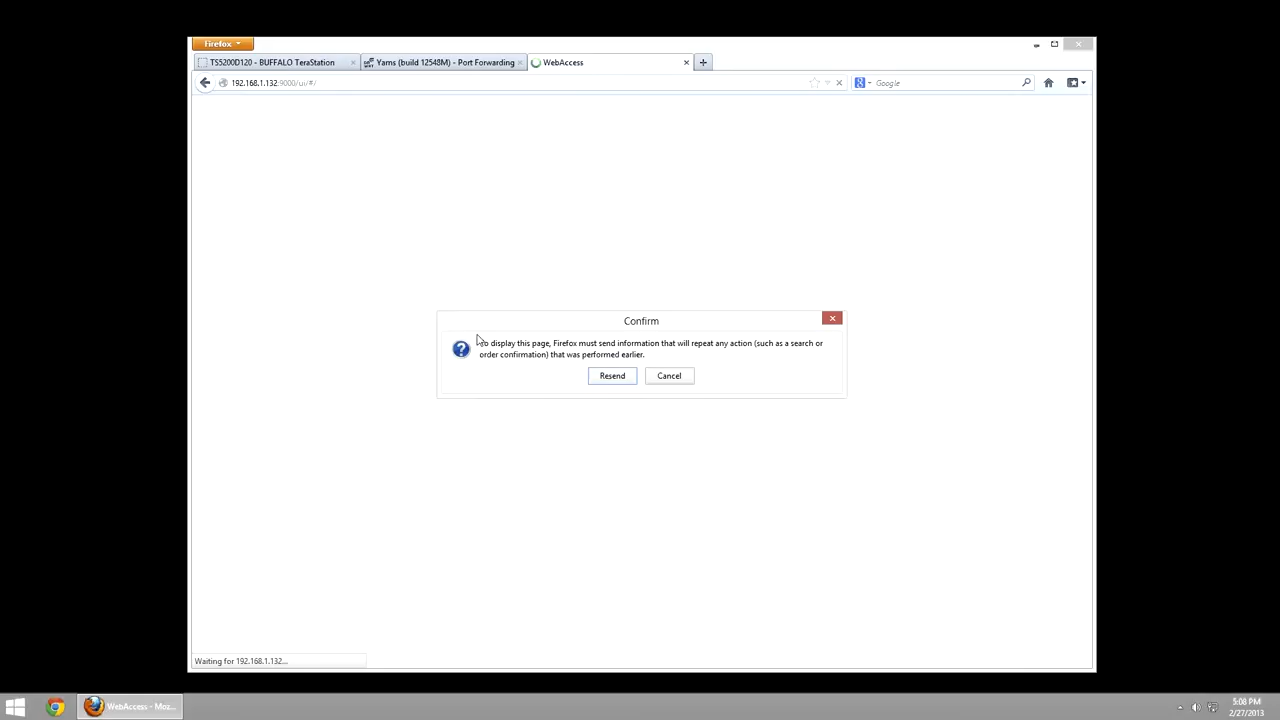 Firefox
TS5200D120 - BUFFALO TeraStation
Yarns (build 12548M) - Port Forwarding
WebAccess
192.168.1.132:9000/ui/#/
Google
Confirm
To display this page, Firefox must send information that will repeat any action (such as a search or
order confirmation) that was performed earlier.
Resend
Cancel
Waiting for 192.168.1.132...
WebAccess - Moz...
5:08 PM
2/27/2013